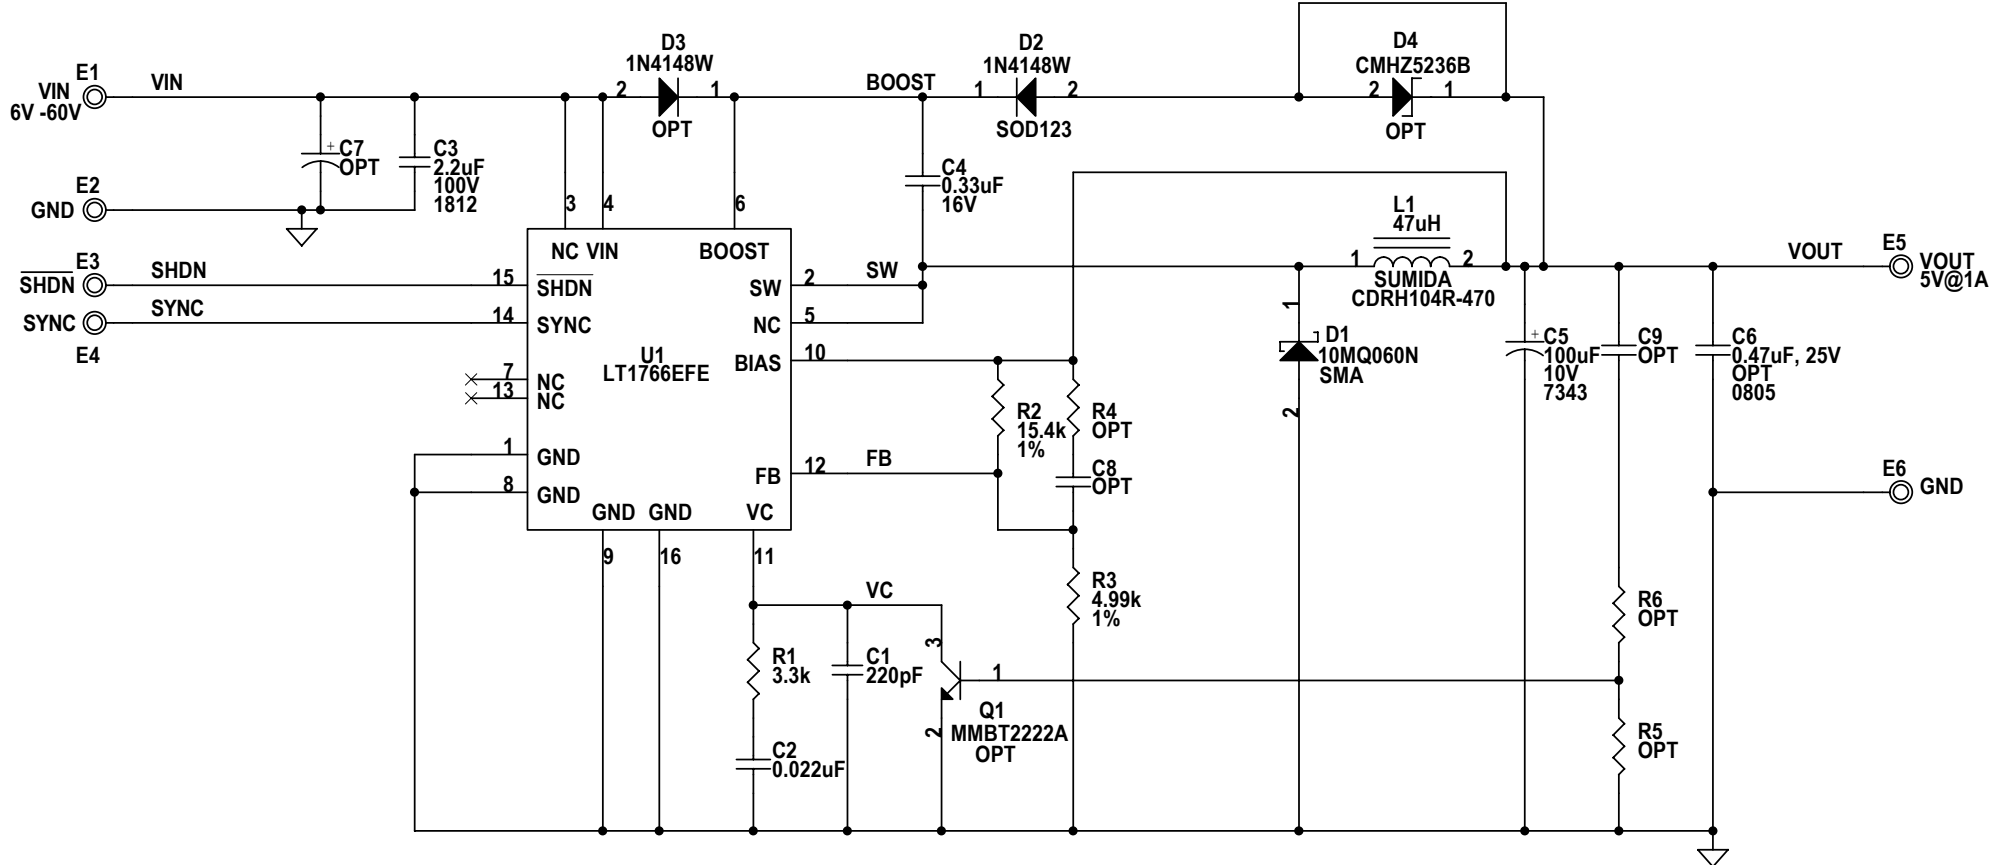 E1
VIN
6V -60V
VIN
D3
1N4148W
2
1
OPT
BOOST
D2
1N4148W
1
2
SOD123
D4
CMHZ5236B
2
1
OPT
+
C7
OPT
C3
2.2uF
100V
1812
E2
GND
C4
0.33uF
16V
3
4
6
NC
VIN
BOOST
L1
47uH
1
2
SUMIDA
CDRH104R-470
E3
SHDN
SHDN
15
SHDN
SYNC
SYNC
14
SYNC
E4
SW
2
SW
NC
5
BIAS
10
U1
LT1766EFE
7
NC
13
NC
1
GND
8
GND
FB
12
FB
GND
GND
VC
9
16
11
VOUT
E5
VOUT
5V@1A
1
D1
10MQ060N
SMA
2
+
C5
100uF
10V
7343
C9
OPT
C6
0.47uF, 25V
OPT
0805
R2
15.4k
1%
R4
OPT
C8
OPT
E6
GND
VC
R3
4.99k
1%
R6
OPT
R1
3.3k
C1
220pF
3
1
Q1
MMBT2222A
OPT
2
C2
0.022uF
R5
OPT